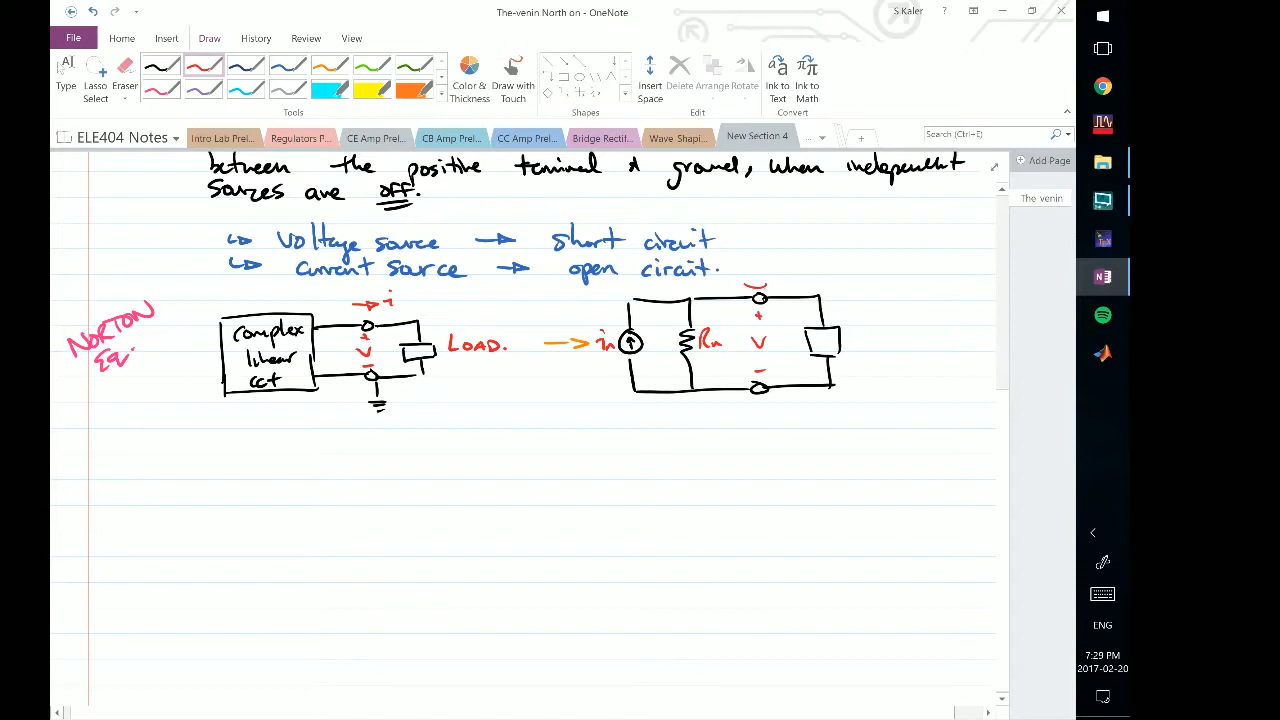 The-venin North on - OneNote
S Kaler
?
File
Home
Insert
Draw
History
Review
View
Type
Lasso Select
Eraser
Color & Thickness
Draw with Touch
Insert Space
Delete
Arrange
Rotate
Ink to Text
Ink to Math
Tools
Shapes
Edit
Convert
ELE404 Notes
Intro Lab Prel...
Regulators P...
CE Amp Prel...
CB Amp Prel...
CC Amp Prel...
Bridge Rectif...
Wave Shapi...
New Section 4
...
Search (Ctrl+E)
Add Page
The venin
between the positive terminal & ground, when independent
sources are off.
↳ voltage source → short circuit
↳ current source → open circuit.
NORTON
Eq.
→ i
complex
linear
cct
+
V
-
LOAD.
→
in
Rn
+
V
-
ENG
7:29 PM
2017-02-20